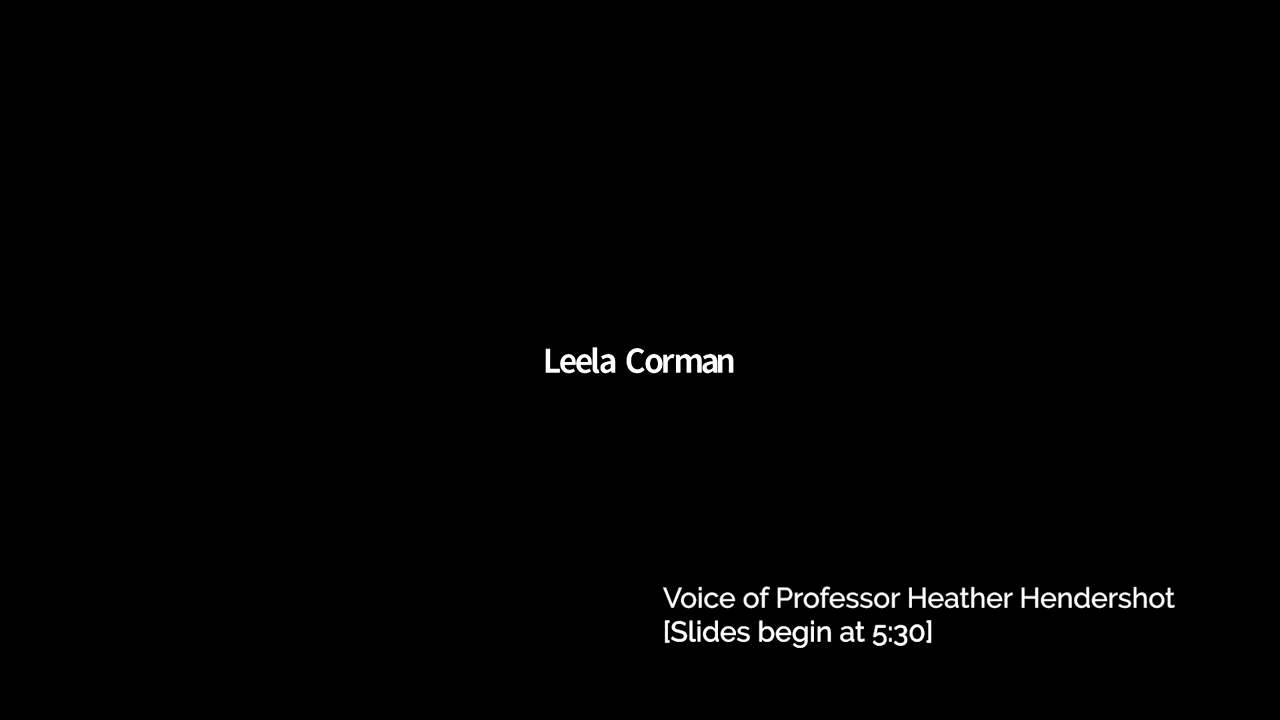 Leela Corman
Voice of Professor Heather Hendershot
[Slides begin at 5:30]